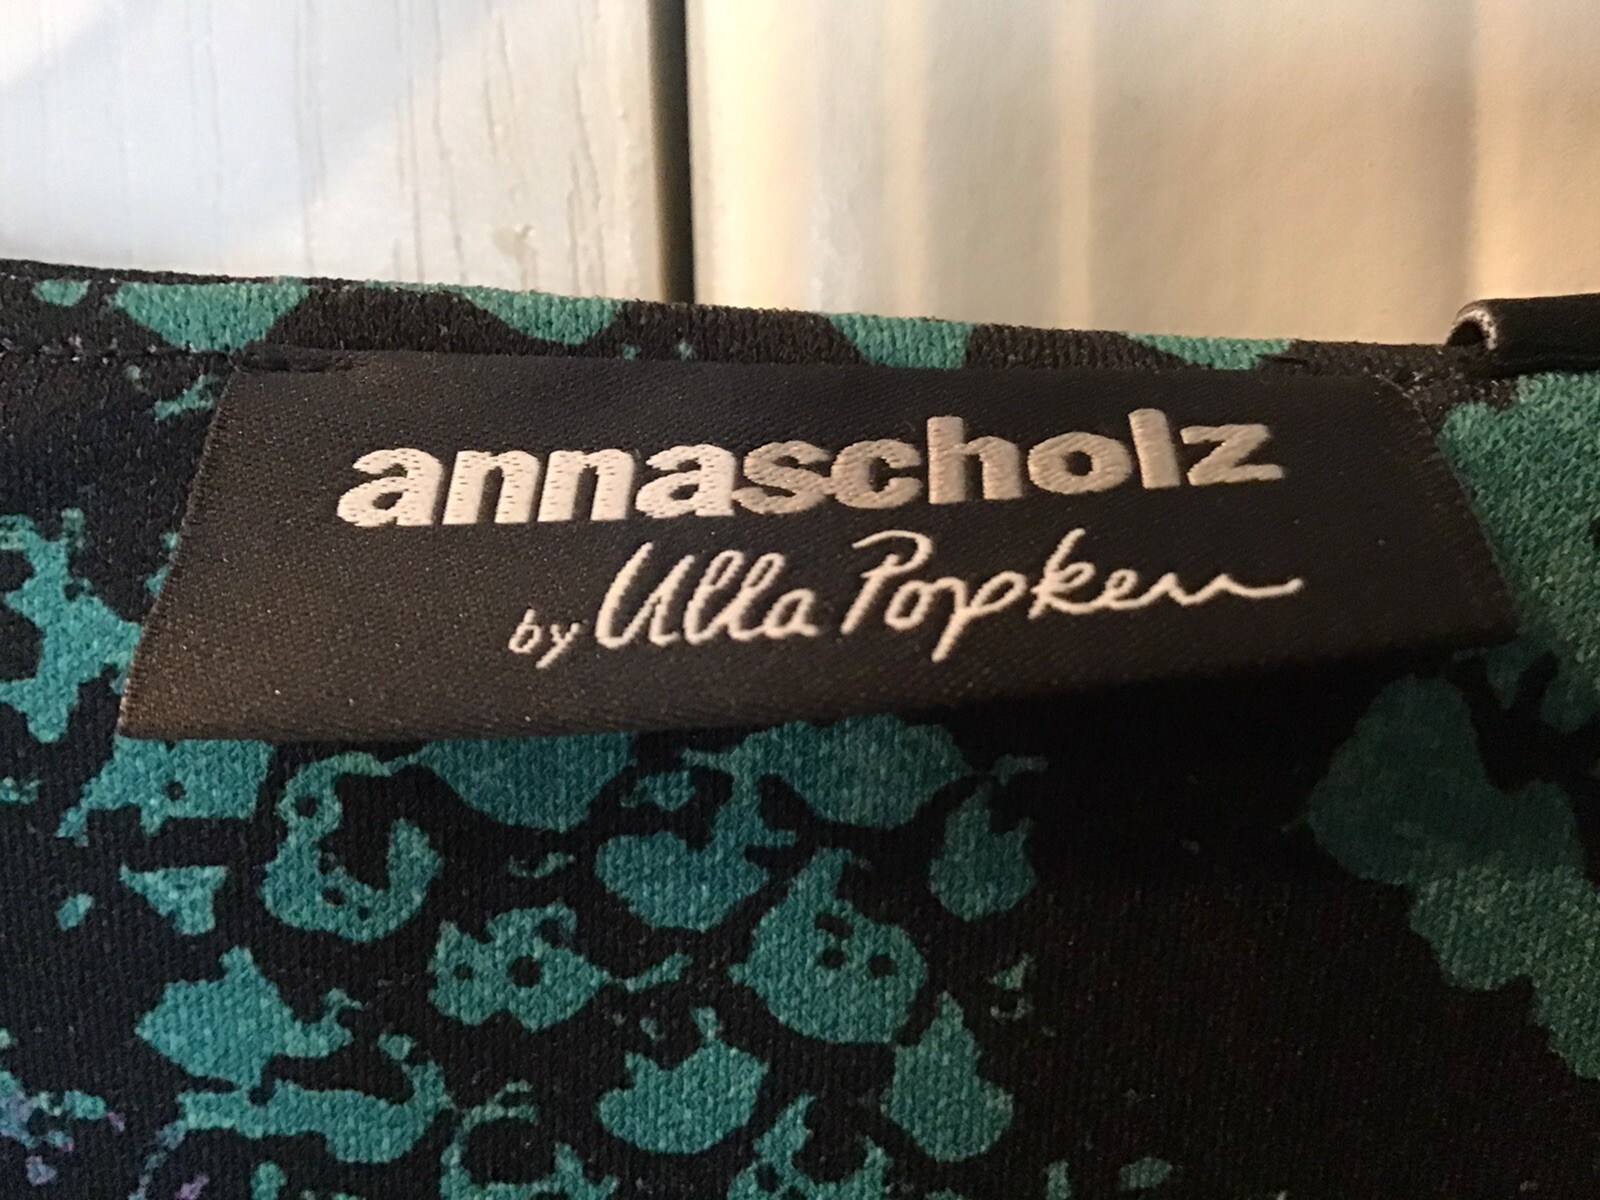 annascholz
by Ulla Popken